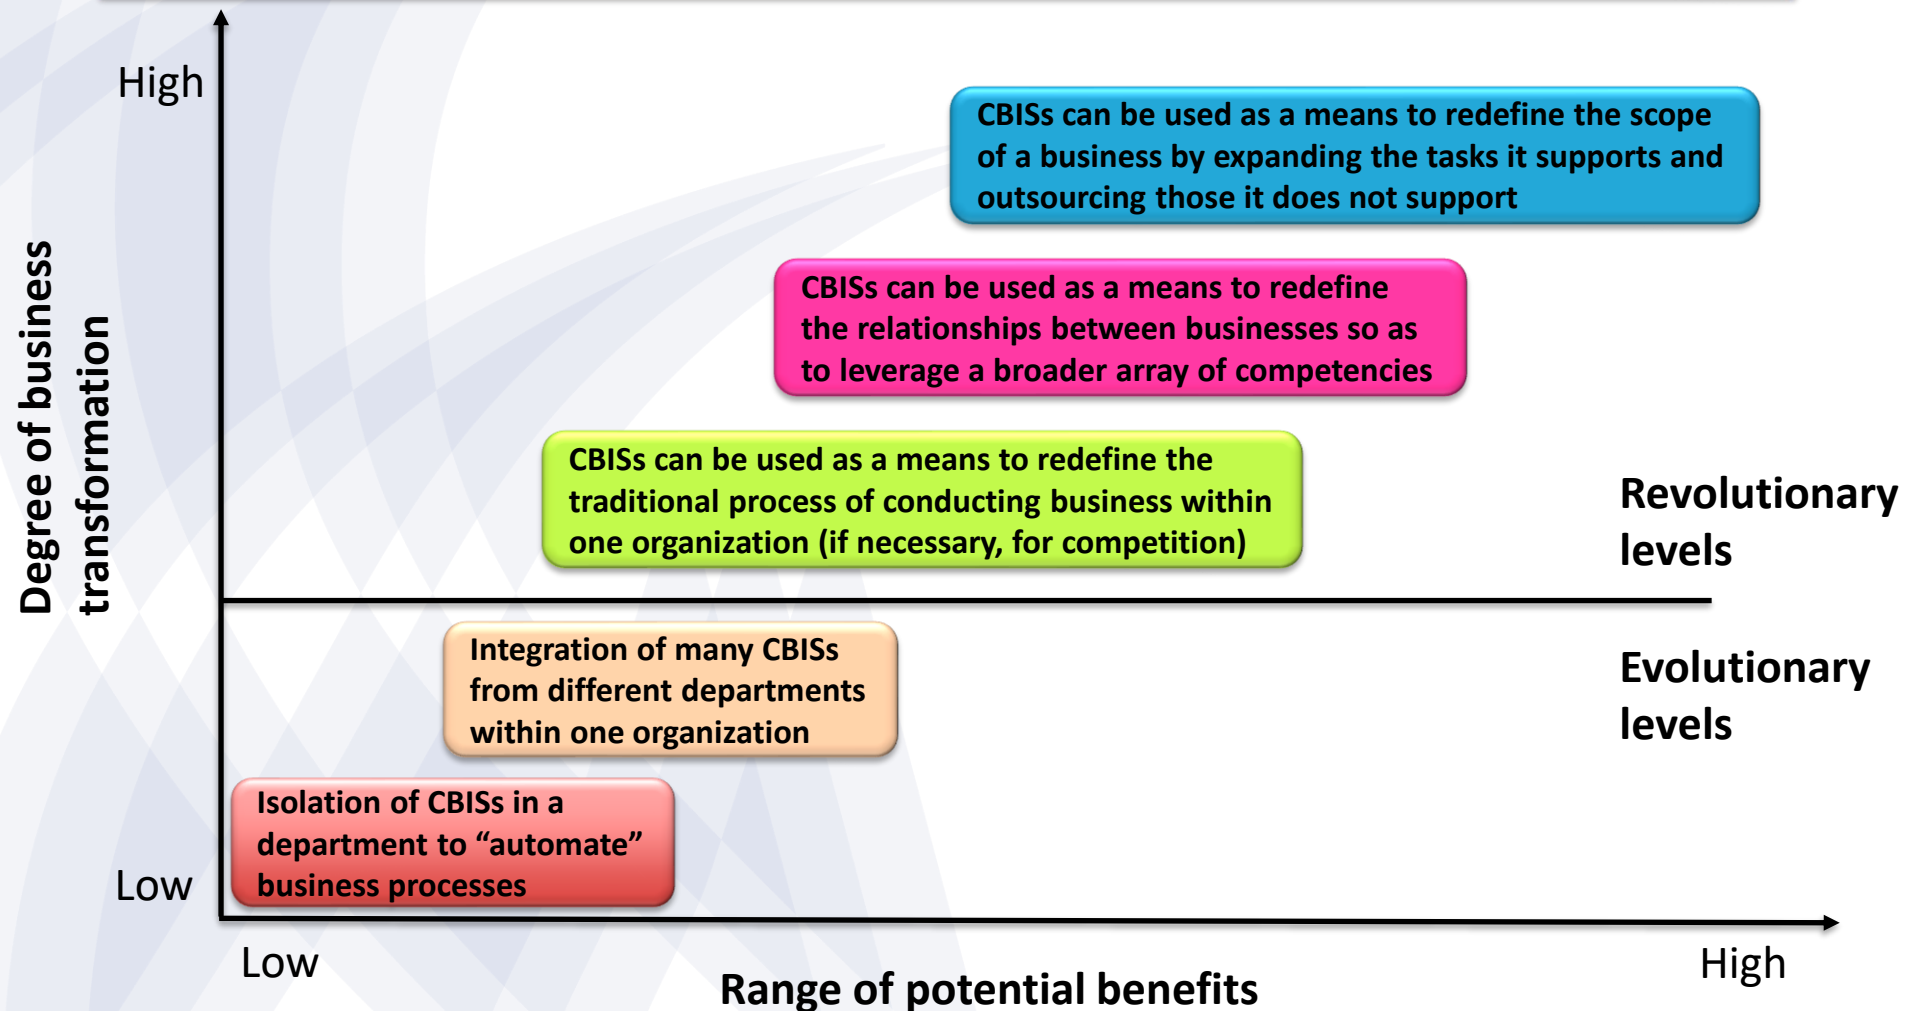 High
CBISs can be used as a means to redefine the scope
of a business by expanding the tasks it supports and
outsourcing those it does not support
CBISs can be used as a means to redefine
the relationships between businesses so as
to leverage a broader array of competencies
Degree of business
transformation
CBISs can be used as a means to redefine the
traditional process of conducting business within
one organization (if necessary, for competition)
Revolutionary
levels
Integration of many CBISs
from different departments
within one organization
Evolutionary
levels
Isolation of CBISs in a
department to “automate”
business processes
Low
Low
High
Range of potential benefits